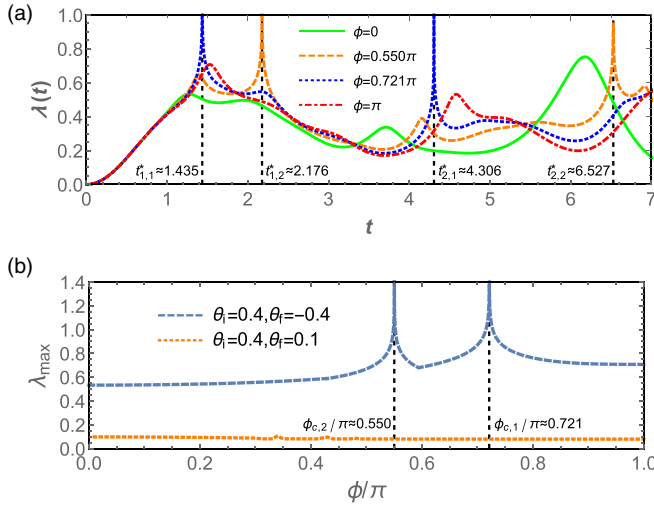 (a)
λ(t)
1.0
0.8
0.6
0.4
0.2
0.0
ϕ=0
ϕ=0.550π
ϕ=0.721π
ϕ=π
t*1,1≈1.435
t*1,2≈2.176
t*2,1≈4.306
t*2,2≈6.527
0 1 2 3 4 5 6 7
t
(b)
λmax
1.4
1.2
1.0
0.8
0.6
0.4
0.2
0.0
θi=0.4,θf=−0.4
θi=0.4,θf=0.1
ϕc,2/π≈0.550
ϕc,1/π≈0.721
0.0 0.2 0.4 0.6 0.8 1.0
ϕ/π